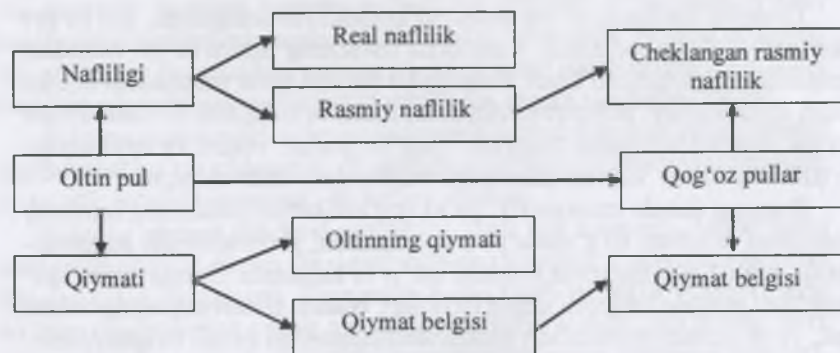 Real naflilik
Nafliligi
Rasmiy naflilik
Cheklangan rasmiy
naflilik
Oltin pul
Qog‘oz pullar
Oltinning qiymati
Qiymati
Qiymat belgisi
Qiymat belgisi